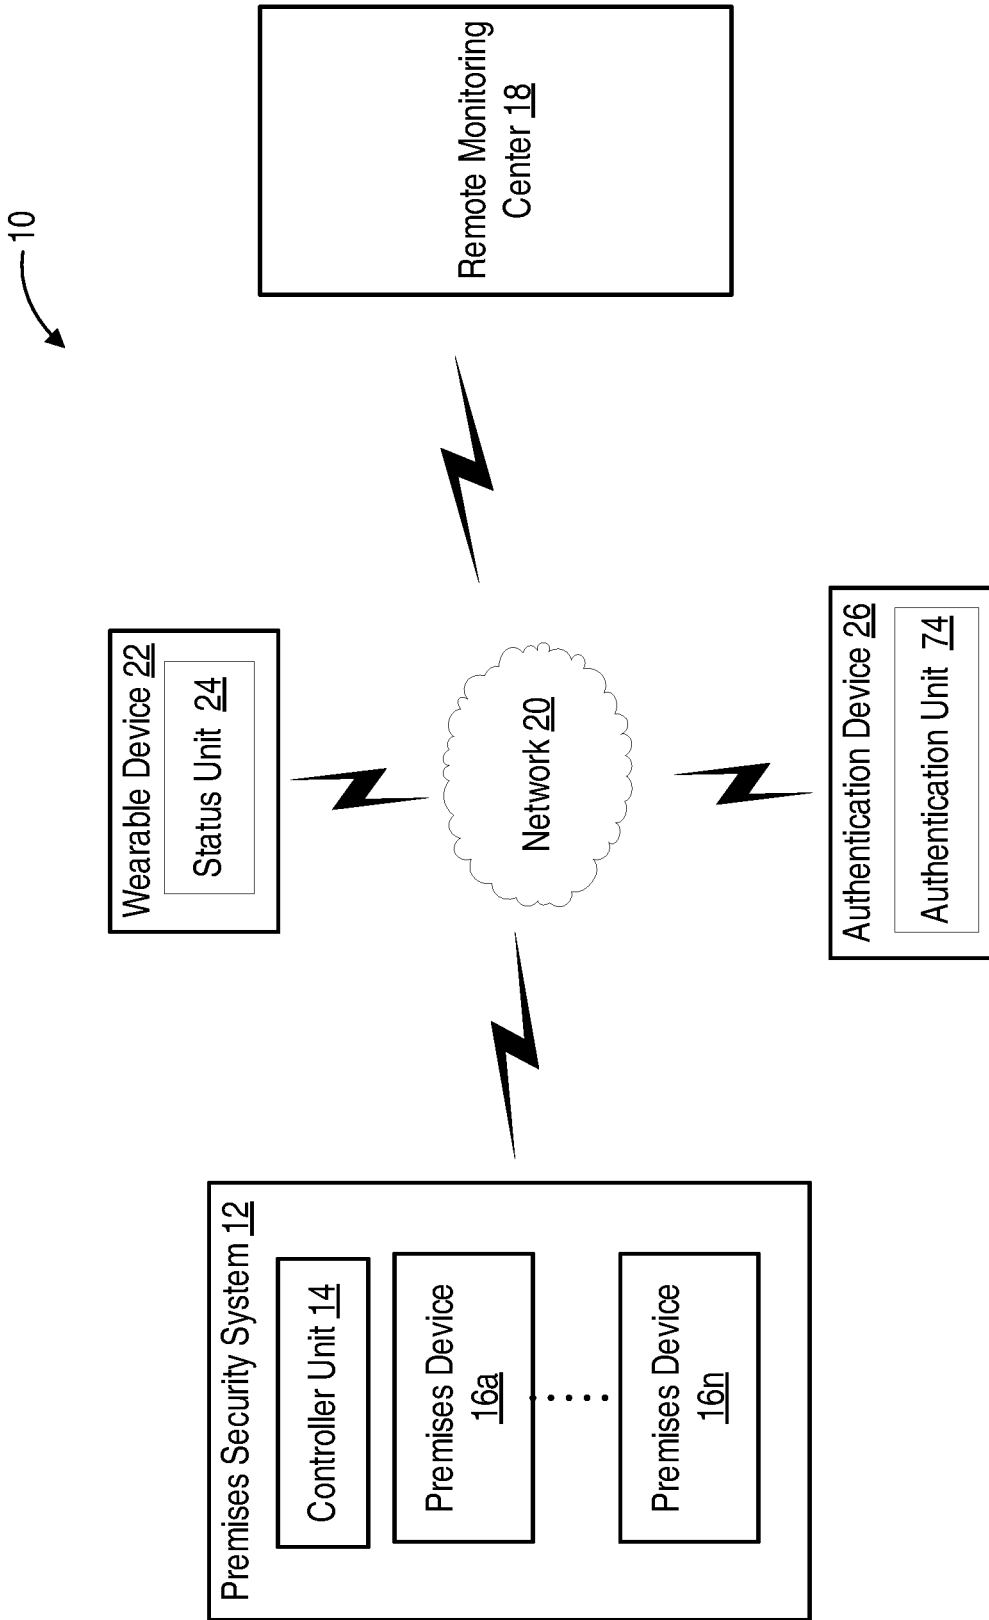 10
Premises Security System 12
Controller Unit 14
Premises Device
16a
Premises Device
16n
Wearable Device 22
Status Unit 24
Network 20
Authentication Device 26
Authentication Unit 74
Remote Monitoring
Center 18